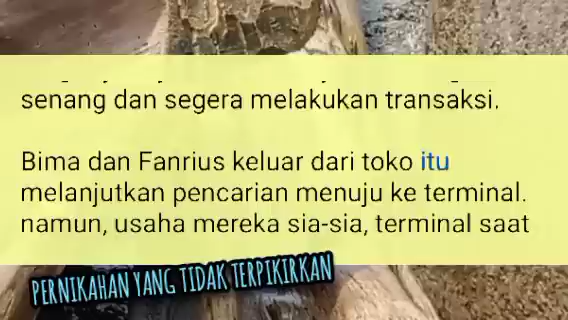 senang dan segera melakukan transaksi.
Bima dan Fanrius keluar dari toko itu
melanjutkan pencarian menuju ke terminal.
namun, usaha mereka sia-sia, terminal saat
PERNIKAHAN YANG TIDAK TERPIKIRKAN